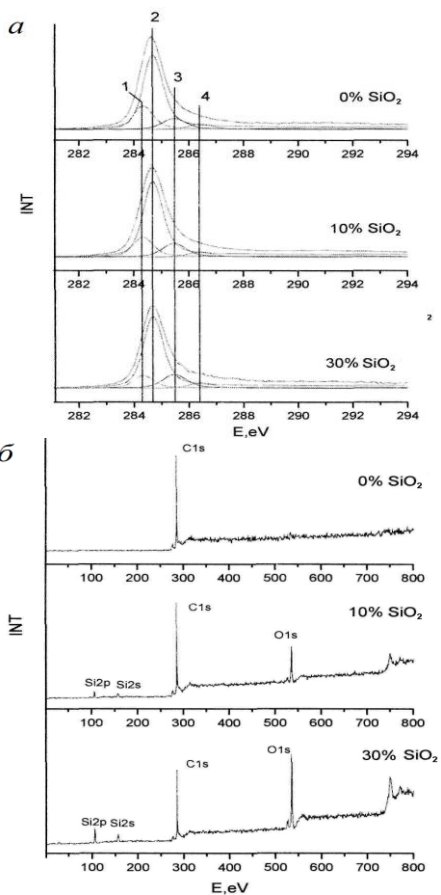 а
2
1
3
4
0% SiO₂
282 284 286 288 290 292 294
10% SiO₂
INT
282 284 286 288 290 292 294
₂
30% SiO₂
282 284 286 288 290 292 294
E,eV
б
C1s
0% SiO₂
100 200 300 400 500 600 700 800
C1s
10% SiO₂
INT
O1s
Si2p Si2s
100 200 300 400 500 600 700 800
30% SiO₂
O1s
C1s
Si2p Si2s
100 200 300 400 500 600 700 800
E,eV